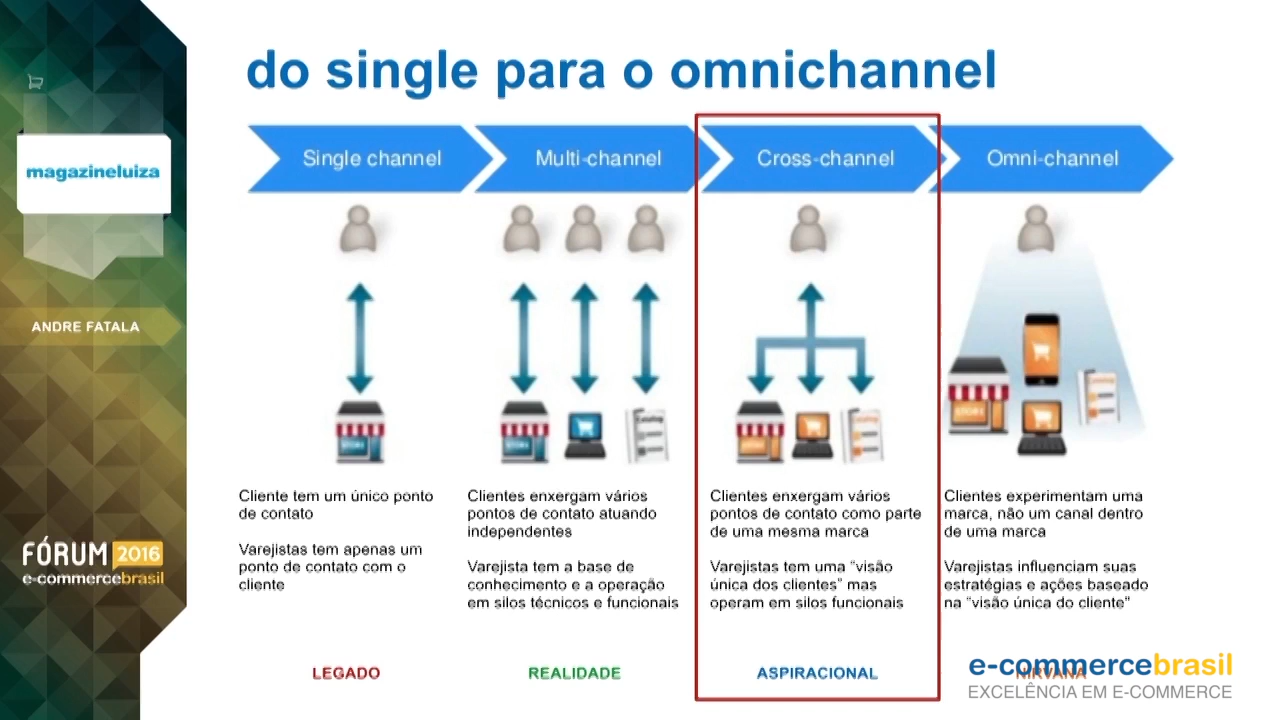 do single para o omnichannel
magazineluiza
ANDRE FATALA
FÓRUM 2016
e-commercebrasil
Single channel
Multi-channel
Cross-channel
Omni-channel
Cliente tem um único ponto
de contato
Varejistas tem apenas um
ponto de contato com o
cliente
LEGADO
Clientes enxergam vários
pontos de contato atuando
independentes
Varejista tem a base de
conhecimento e a operação
em silos técnicos e funcionais
REALIDADE
Clientes enxergam vários
pontos de contato como parte
de uma mesma marca
Varejistas tem uma “visão
única dos clientes” mas
operam em silos funcionais
ASPIRACIONAL
Clientes experimentam uma
marca, não um canal dentro
de uma marca
Varejistas influenciam suas
estratégias e ações baseado
na “visão única do cliente”
NIRVANA
e-commercebrasil
EXCELÊNCIA EM E-COMMERCE